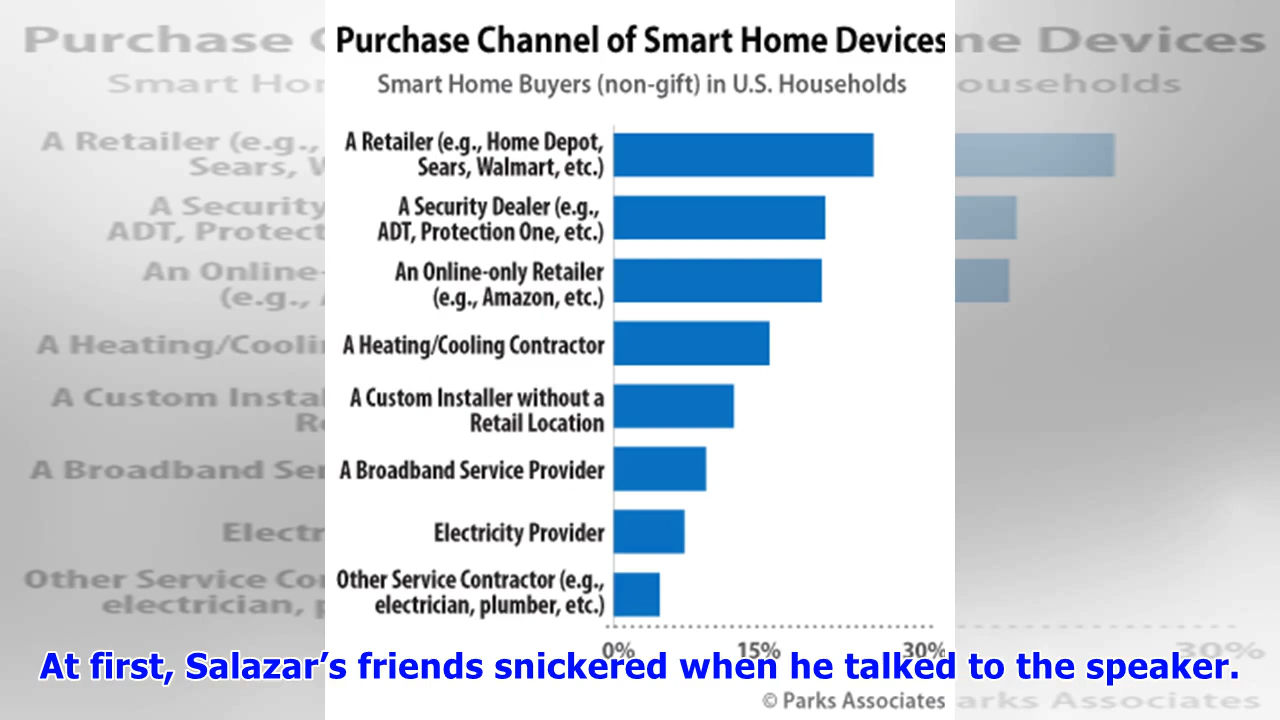 Purchase Channel of Smart Home Devices
Smart Home Buyers (non-gift) in U.S. Households
A Retailer (e.g., Home Depot,
Sears, Walmart, etc.)
A Security Dealer (e.g.,
ADT, Protection One, etc.)
An Online-only Retailer
(e.g., Amazon, etc.)
A Heating/Cooling Contractor
A Custom Installer without a
Retail Location
A Broadband Service Provider
Electricity Provider
Other Service Contractor (e.g.,
electrician, plumber, etc.)
0% 15% 30%
At first, Salazar’s friends snickered when he talked to the speaker.
© Parks Associates